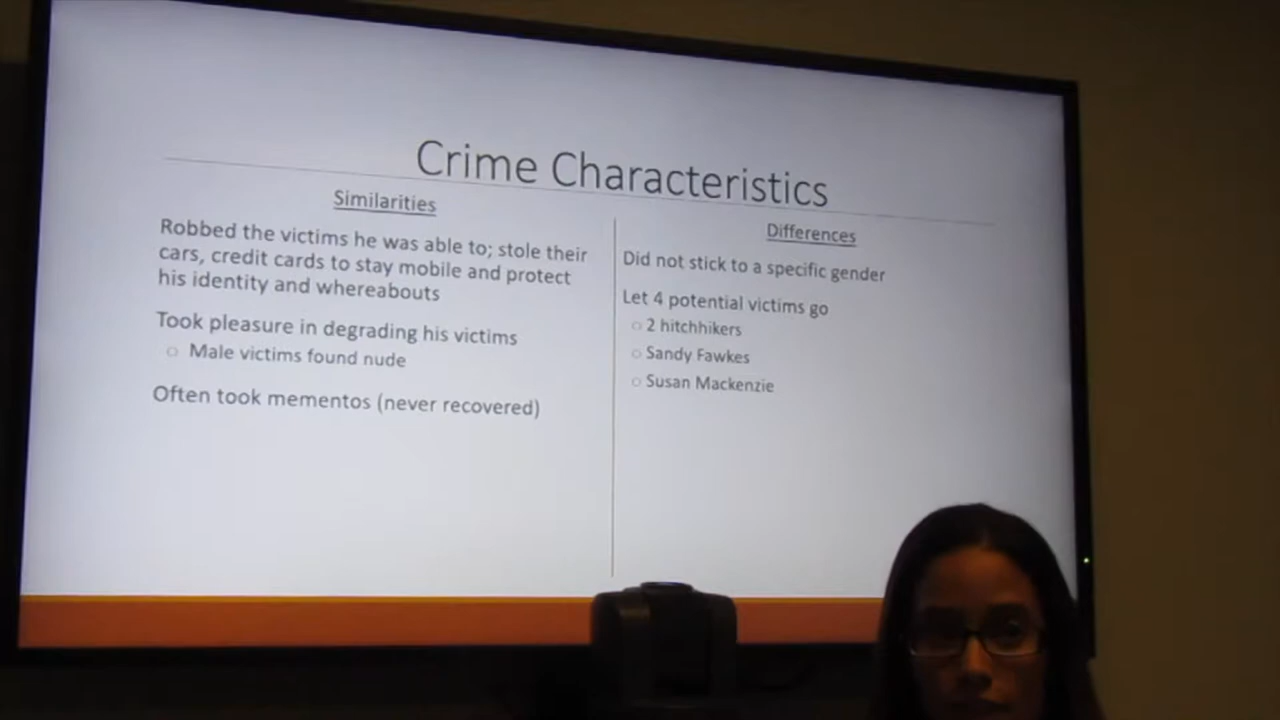 Crime Characteristics
Similarities
Robbed the victims he was able to; stole their
cars, credit cards to stay mobile and protect
his identity and whereabouts
Took pleasure in degrading his victims
○ Male victims found nude
Often took mementos (never recovered)
Differences
Did not stick to a specific gender
Let 4 potential victims go
○ 2 hitchhikers
○ Sandy Fawkes
○ Susan Mackenzie